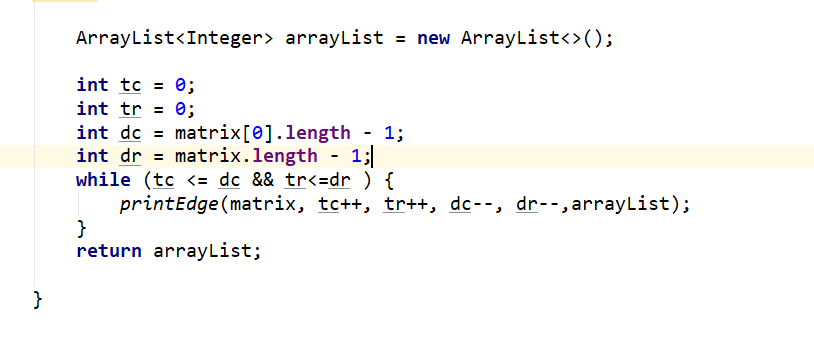 ArrayList<Integer> arrayList = new ArrayList<>();
int tc = 0;
int tr = 0;
int dc = matrix[0].length - 1;
int dr = matrix.length - 1;
while (tc <= dc && tr<=dr ) {
printEdge(matrix, tc++, tr++, dc--, dr--,arrayList);
}
return arrayList;
}